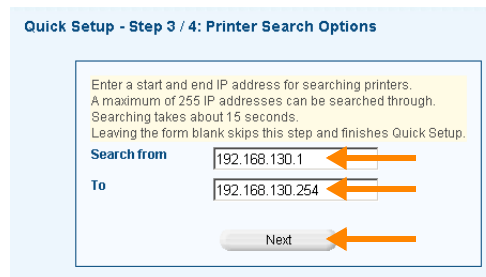 Quick Setup - Step 3 / 4: Printer Search Options
Enter a start and end IP address for searching printers.
A maximum of 255 IP addresses can be searched through.
Searching takes about 15 seconds.
Leaving the form blank skips this step and finishes Quick Setup.
Search from 192.168.130.1
To 192.168.130.254
Next